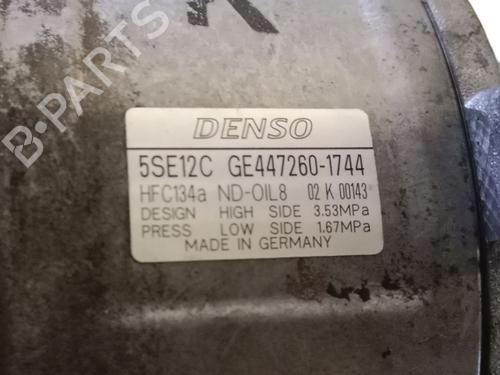 K
B-PARTS
DENSO
5SE12C GE447260-1744
HFC134a ND-OIL8 02 K 00143
DESIGN HIGH SIDE 3.53MPa
PRESS LOW SIDE 1.67MPa
MADE IN GERMANY